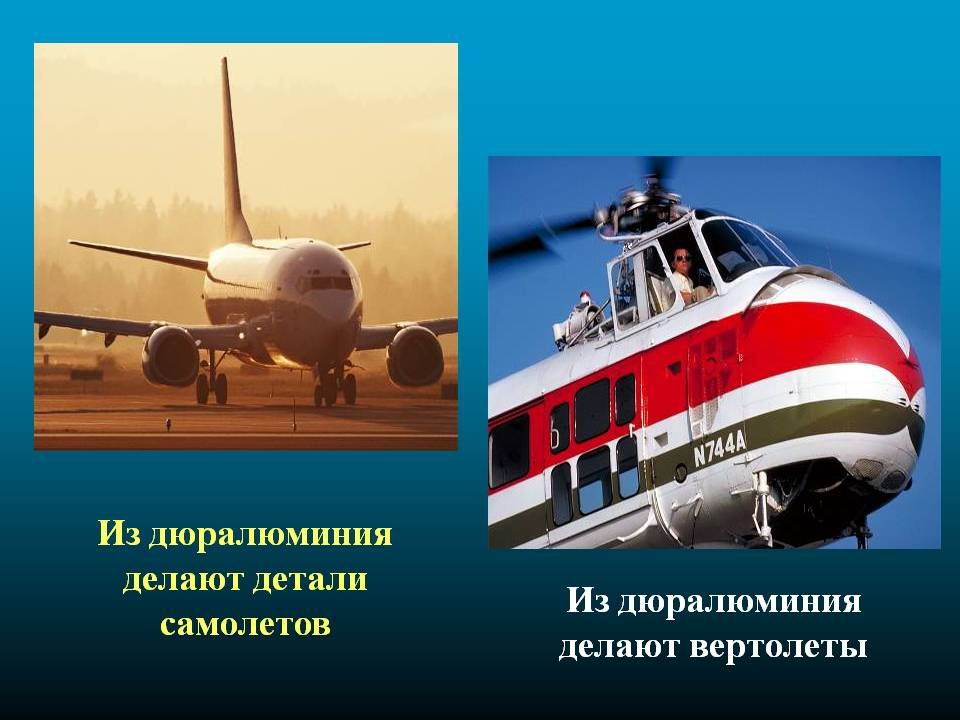 Из дюралюминия
делают детали
самолетов
N744A
Из дюралюминия
делают вертолеты